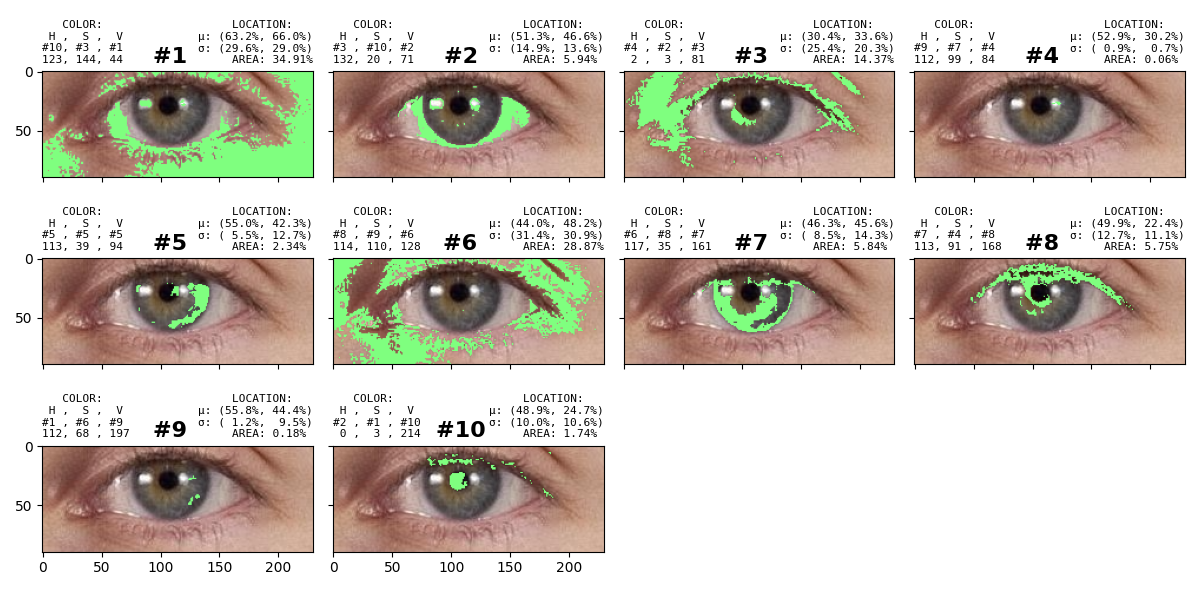 COLOR: LOCATION:
H , S , V μ: (63.2%, 66.0%)
#10, #3 , #1 σ: (29.6%, 29.0%)
123, 144, 44 #1 AREA: 34.91%
COLOR: LOCATION:
H , S , V μ: (51.3%, 46.6%)
#3 , #10, #2 σ: (14.9%, 13.6%)
132, 20 , 71 #2 AREA: 5.94%
COLOR: LOCATION:
H , S , V μ: (30.4%, 33.6%)
#4 , #2 , #3 σ: (25.4%, 20.3%)
2 , 3 , 81 #3 AREA: 14.37%
COLOR: LOCATION:
H , S , V μ: (52.9%, 30.2%)
#9 , #7 , #4 σ: ( 0.9%, 0.7%)
112, 99 , 84 #4 AREA: 0.06%
0
50
COLOR: LOCATION:
H , S , V μ: (55.0%, 42.3%)
#5 , #5 , #5 σ: ( 5.5%, 12.7%)
113, 39 , 94 #5 AREA: 2.34%
COLOR: LOCATION:
H , S , V μ: (44.0%, 48.2%)
#8 , #9 , #6 σ: (31.4%, 30.9%)
114, 110, 128 #6 AREA: 28.87%
COLOR: LOCATION:
H , S , V μ: (46.3%, 45.6%)
#6 , #8 , #7 σ: ( 8.5%, 14.3%)
117, 35 , 161 #7 AREA: 5.84%
COLOR: LOCATION:
H , S , V μ: (49.9%, 22.4%)
#7 , #4 , #8 σ: (12.7%, 11.1%)
113, 91 , 168 #8 AREA: 5.75%
0
50
COLOR: LOCATION:
H , S , V μ: (55.8%, 44.4%)
#1 , #6 , #9 σ: ( 1.2%, 9.5%)
112, 68 , 197 #9 AREA: 0.18%
COLOR: LOCATION:
H , S , V μ: (48.9%, 24.7%)
#2 , #1 , #10 σ: (10.0%, 10.6%)
0 , 3 , 214 #10 AREA: 1.74%
0
50
0 50 100 150 200
0 50 100 150 200